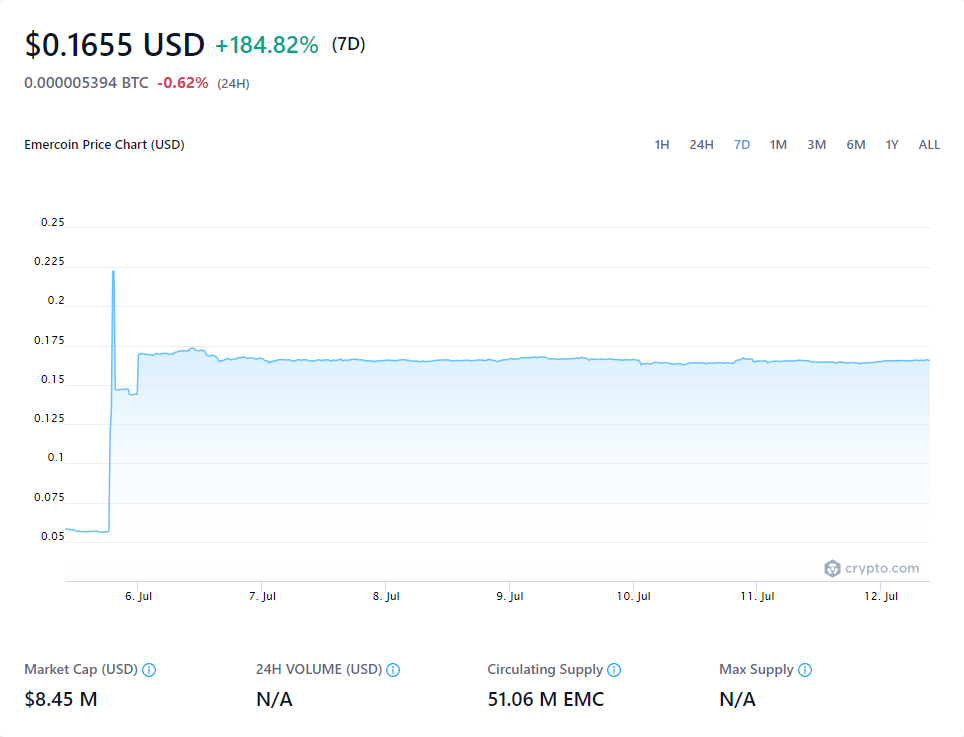 $0.1655 USD +184.82% (7D)
0.000005394 BTC -0.62% (24H)
Emercoin Price Chart (USD) 1H 24H 7D 1M 3M 6M 1Y ALL
0.25
0.225
0.2
0.175
0.15
0.125
0.1
0.075
0.05
crypto.com
6. Jul 7. Jul 8. Jul 9. Jul 10. Jul 11. Jul 12. Jul
Market Cap (USD) 24H VOLUME (USD) Circulating Supply Max Supply
$8.45 M N/A 51.06 M EMC N/A